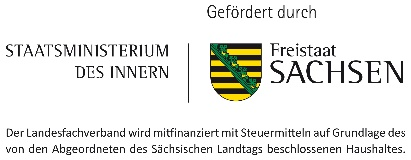 Gefördert durch
STAATSMINISTERIUM
DES INNERN
Freistaat
SACHSEN
Der Landesfachverband wird mitfinanziert mit Steuermitteln auf Grundlage des
von den Abgeordneten des Sächsischen Landtags beschlossenen Haushaltes.